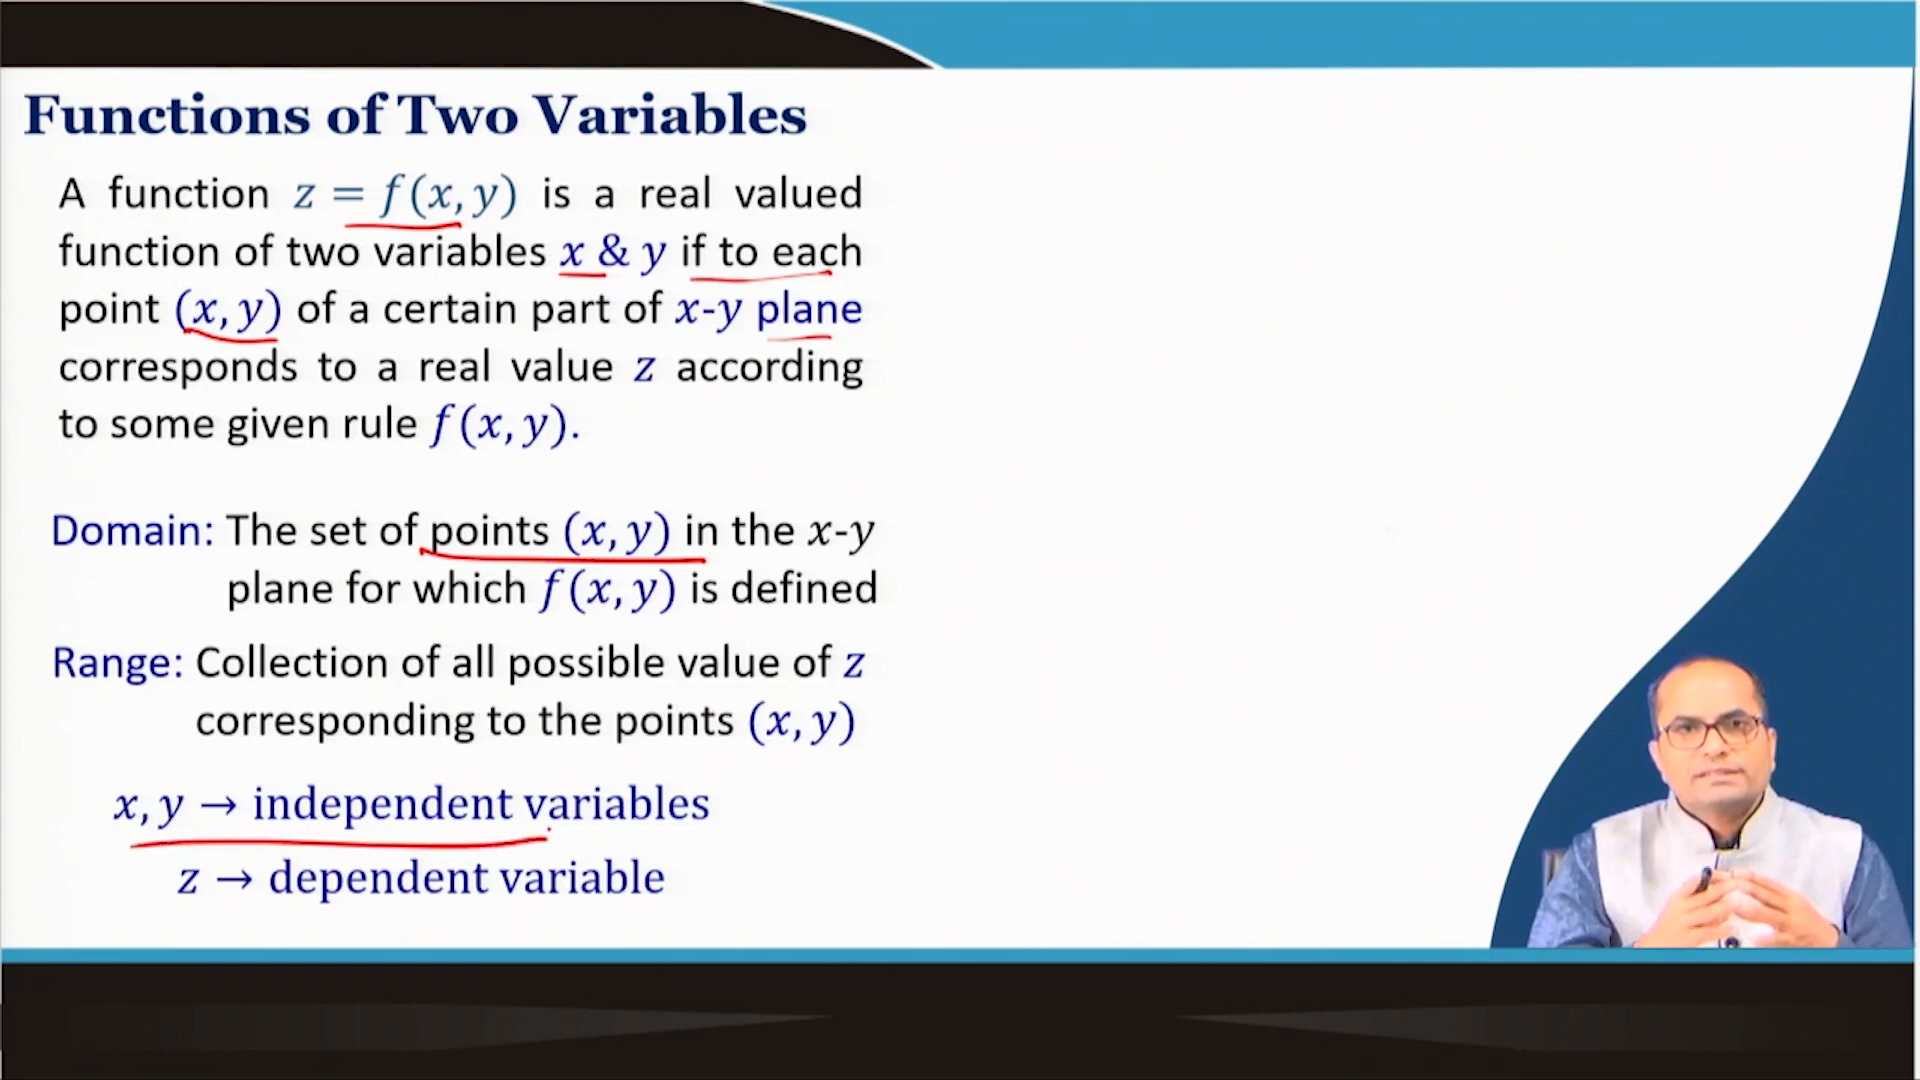 Functions of Two Variables
A function z = f(x, y) is a real valued
function of two variables x & y if to each
point (x, y) of a certain part of x-y plane
corresponds to a real value z according
to some given rule f(x, y).
Domain: The set of points (x, y) in the x-y
plane for which f(x, y) is defined
Range: Collection of all possible value of z
corresponding to the points (x, y)
x, y → independent variables
z → dependent variable